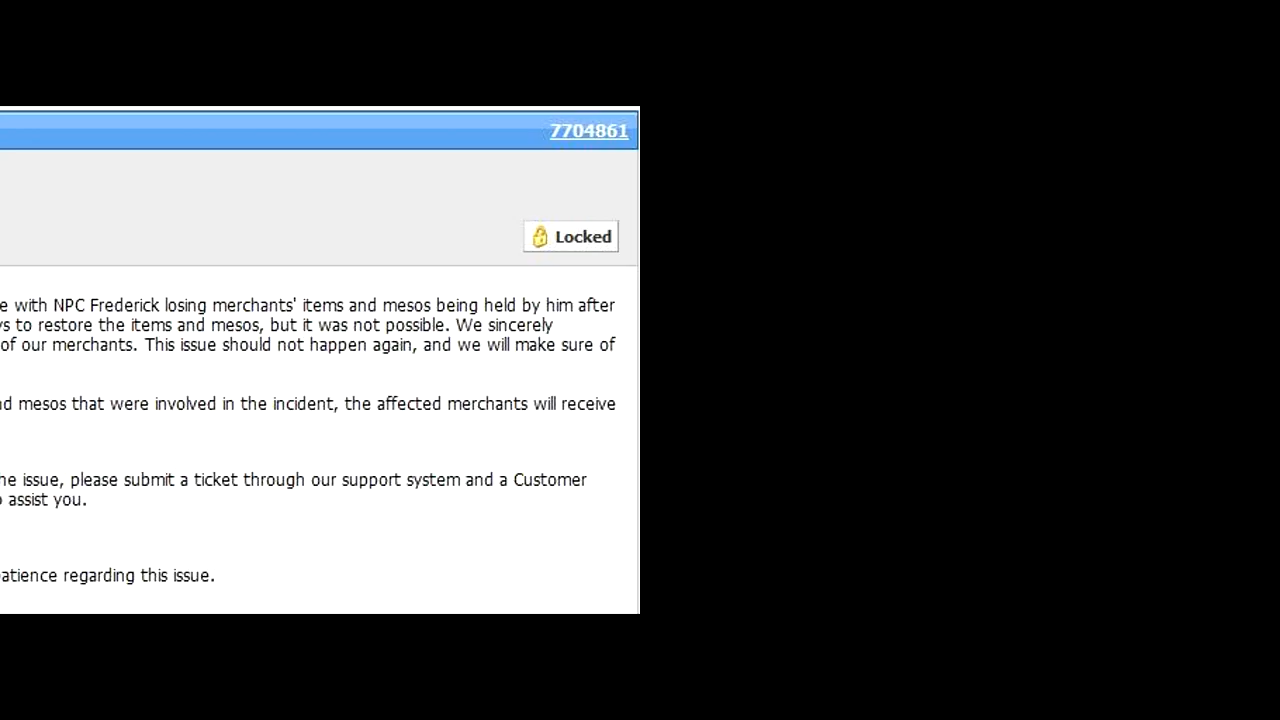 7704861
Locked
e with NPC Frederick losing merchants' items and mesos being held by him after
s to restore the items and mesos, but it was not possible. We sincerely
of our merchants. This issue should not happen again, and we will make sure of
nd mesos that were involved in the incident, the affected merchants will receive
he issue, please submit a ticket through our support system and a Customer
assist you.
atience regarding this issue.